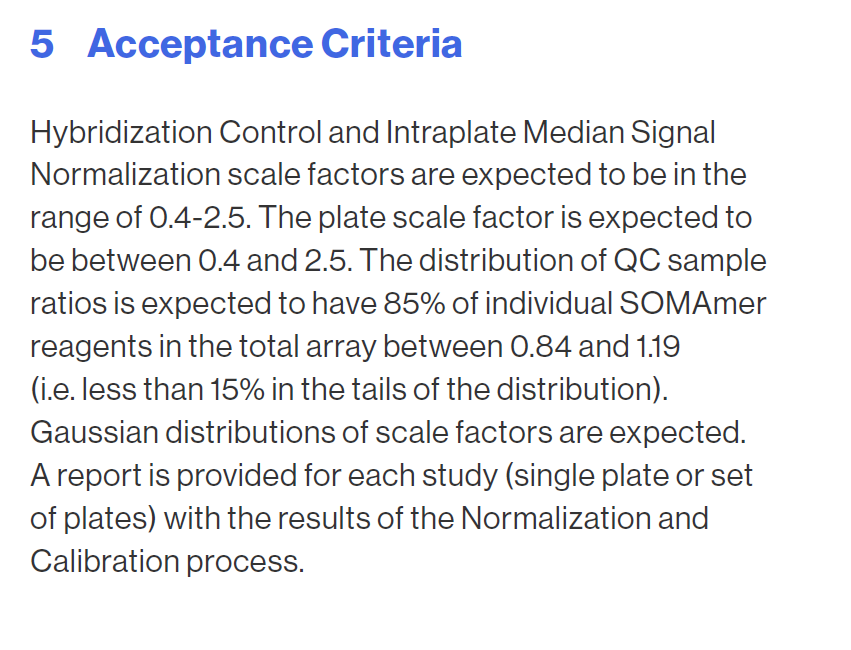 5 Acceptance Criteria
Hybridization Control and Intraplate Median Signal
Normalization scale factors are expected to be in the
range of 0.4-2.5. The plate scale factor is expected to
be between 0.4 and 2.5. The distribution of QC sample
ratios is expected to have 85% of individual SOMAmer
reagents in the total array between 0.84 and 1.19
(i.e. less than 15% in the tails of the distribution).
Gaussian distributions of scale factors are expected.
A report is provided for each study (single plate or set
of plates) with the results of the Normalization and
Calibration process.